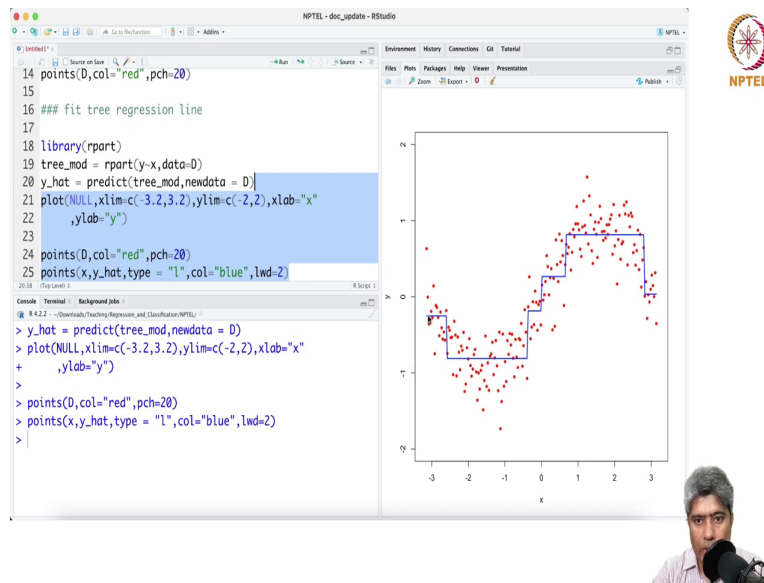 NPTEL - doc_update - RStudio
Go to file/function
Addins
NPTEL
Untitled1*
Source on Save
Run
Source
14 points(D,col="red",pch=20)
15
16 ### fit tree regression line
17
18 library(rpart)
19 tree_mod = rpart(y~x,data=D)
20 y_hat = predict(tree_mod,newdata = D)
21 plot(NULL,xlim=c(-3.2,3.2),ylim=c(-2,2),xlab="x"
22 ,ylab="y")
23
24 points(D,col="red",pch=20)
25 points(x,y_hat,type = "l",col="blue",lwd=2)
20:38 (Top Level) R Script
Console Terminal Background Jobs
R 4.2.2 · ~/Downloads/Teaching/Regression_and_Classification/NPTEL/
> y_hat = predict(tree_mod,newdata = D)
> plot(NULL,xlim=c(-3.2,3.2),ylim=c(-2,2),xlab="x"
+ ,ylab="y")
>
> points(D,col="red",pch=20)
> points(x,y_hat,type = "l",col="blue",lwd=2)
>
Environment History Connections Git Tutorial
Files Plots Packages Help Viewer Presentation
Zoom Export Publish
2
1
0
-1
-2
y
-3 -2 -1 0 1 2 3
x
NPTEL